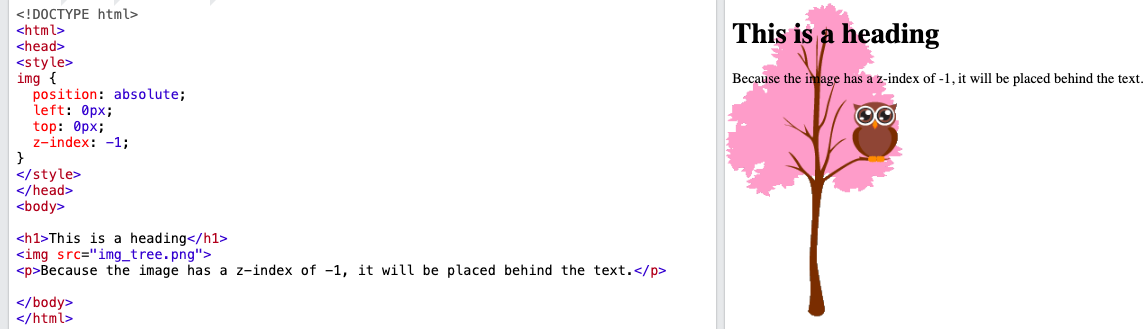 <!DOCTYPE html>
<html>
<head>
<style>
img {
  position: absolute;
  left: 0px;
  top: 0px;
  z-index: -1;
}
</style>
</head>
<body>

<h1>This is a heading</h1>
<img src="img_tree.png">
<p>Because the image has a z-index of -1, it will be placed behind the text.</p>

</body>
</html>
This is a heading
Because the image has a z-index of -1, it will be placed behind the text.